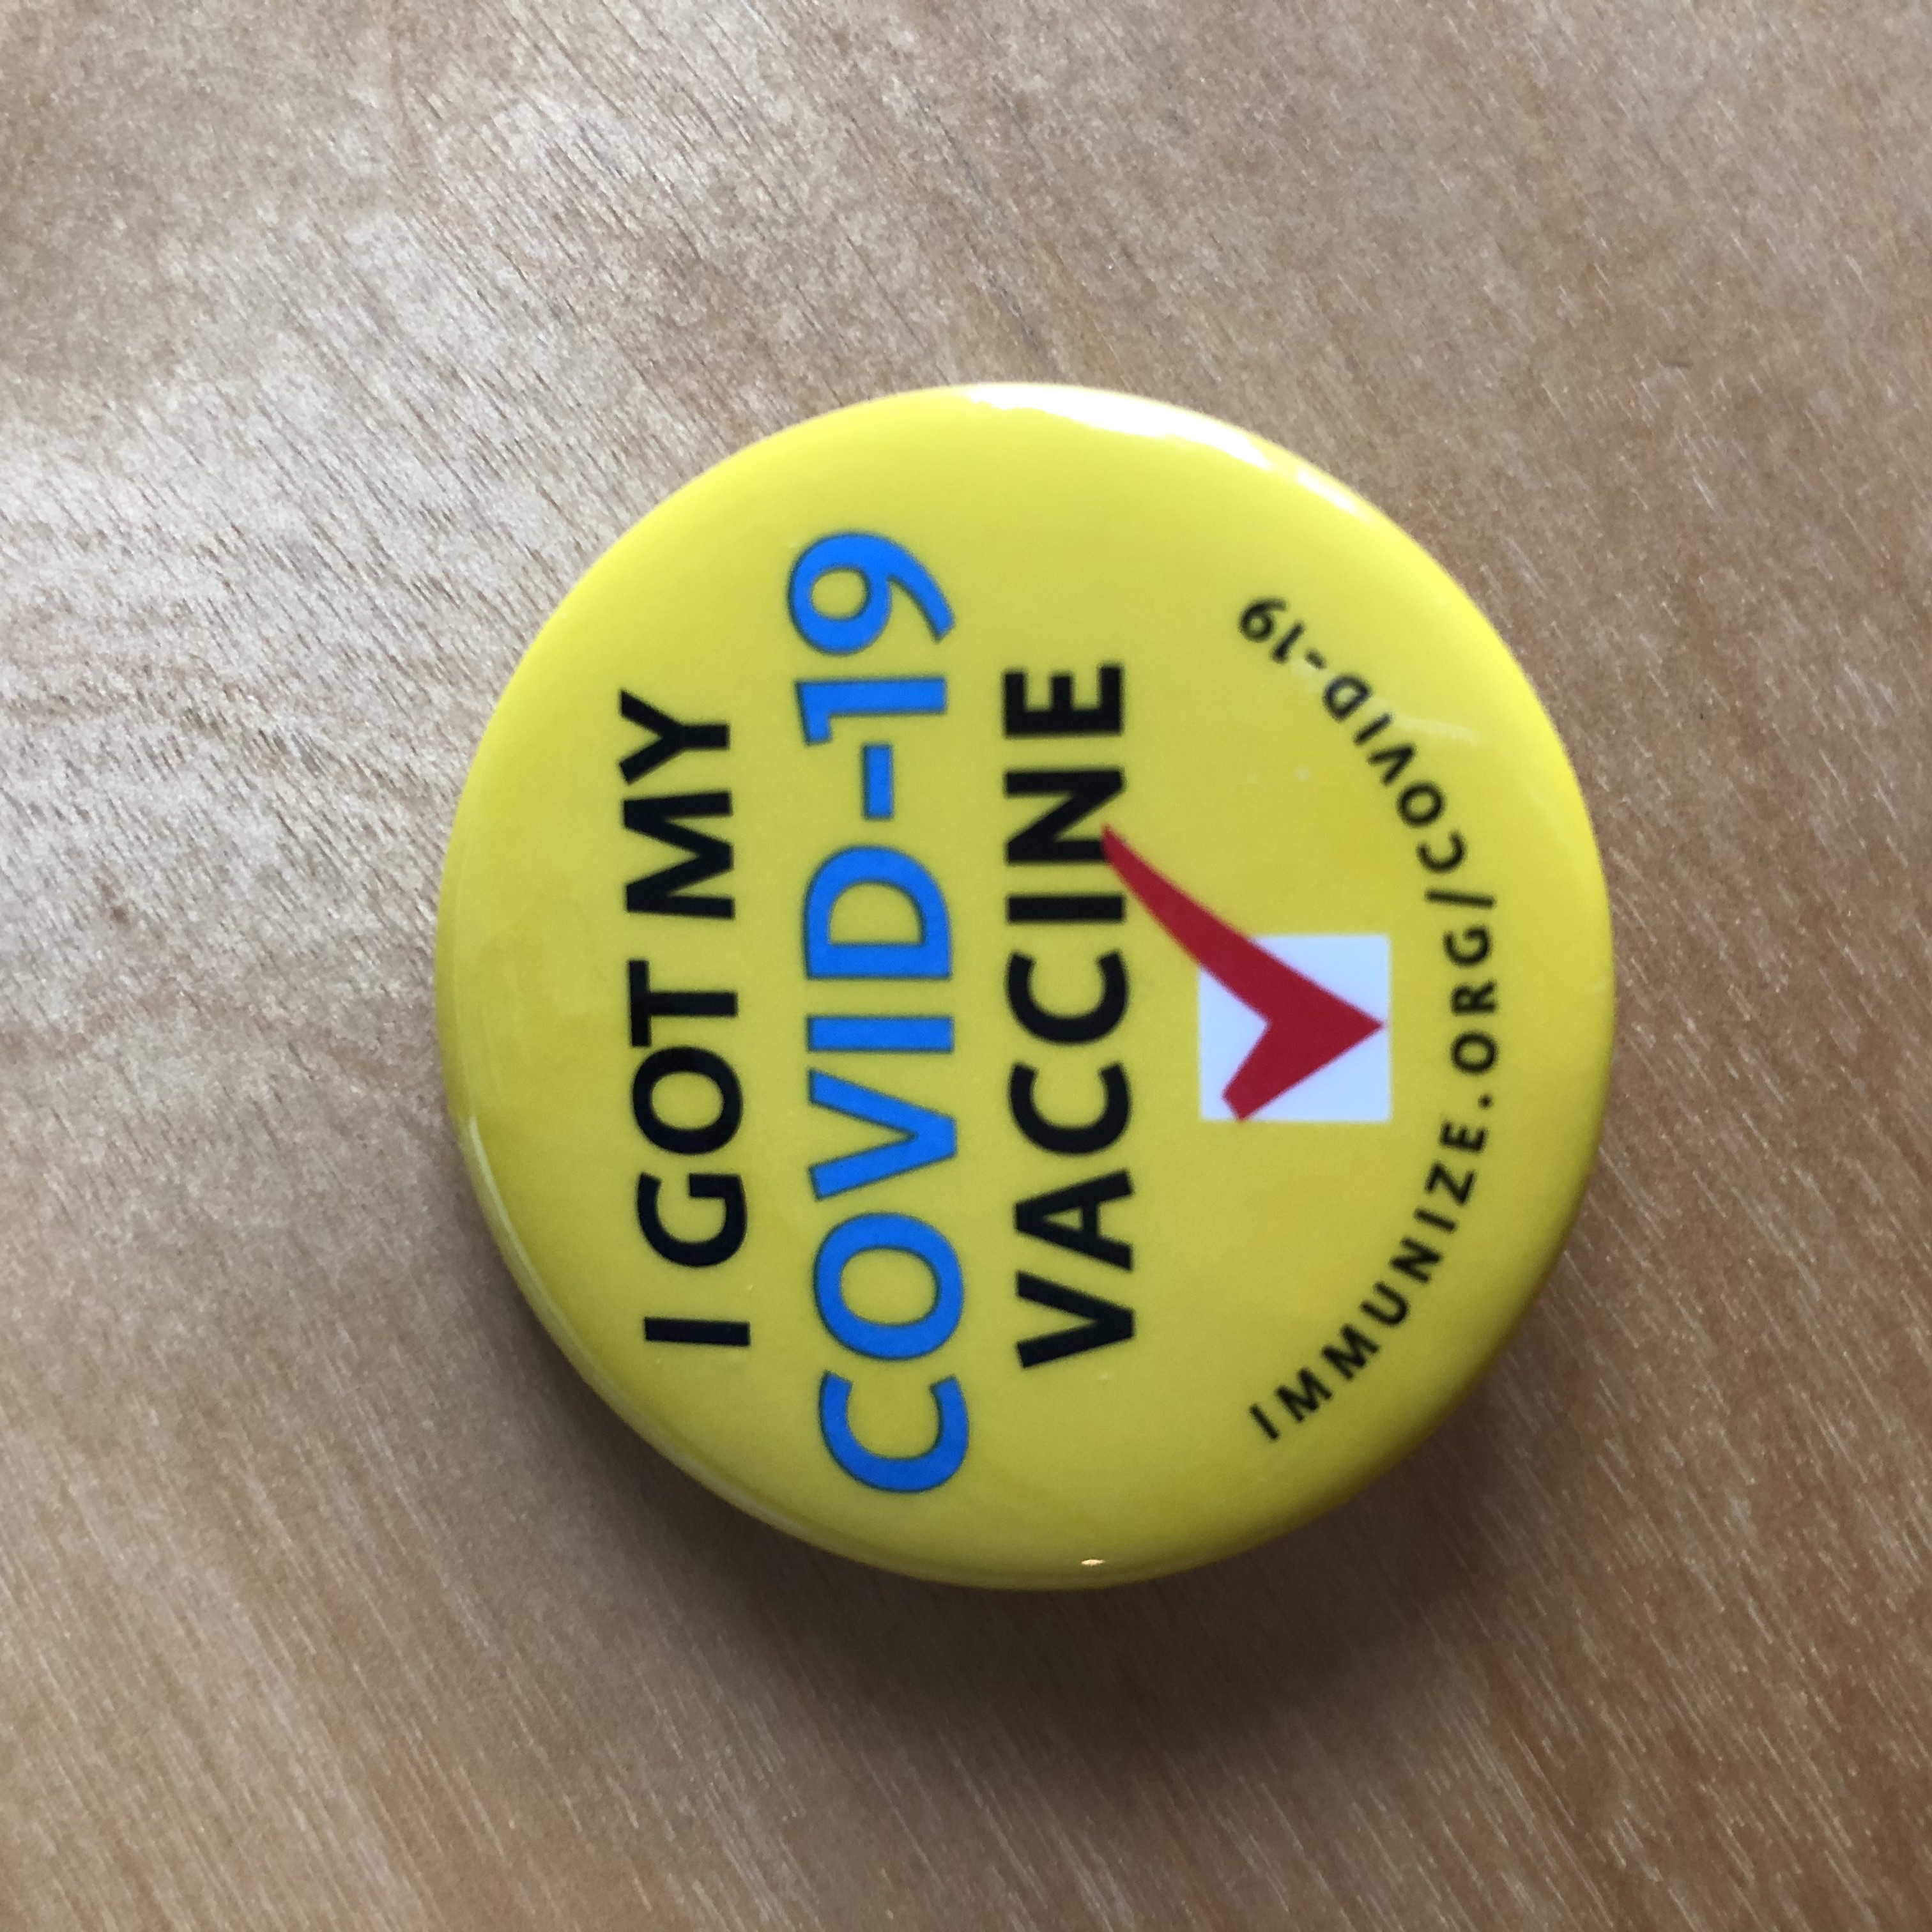 I GOT MY
COVID-19
VACCINE
IMMUNIZE.ORG/COVID-19